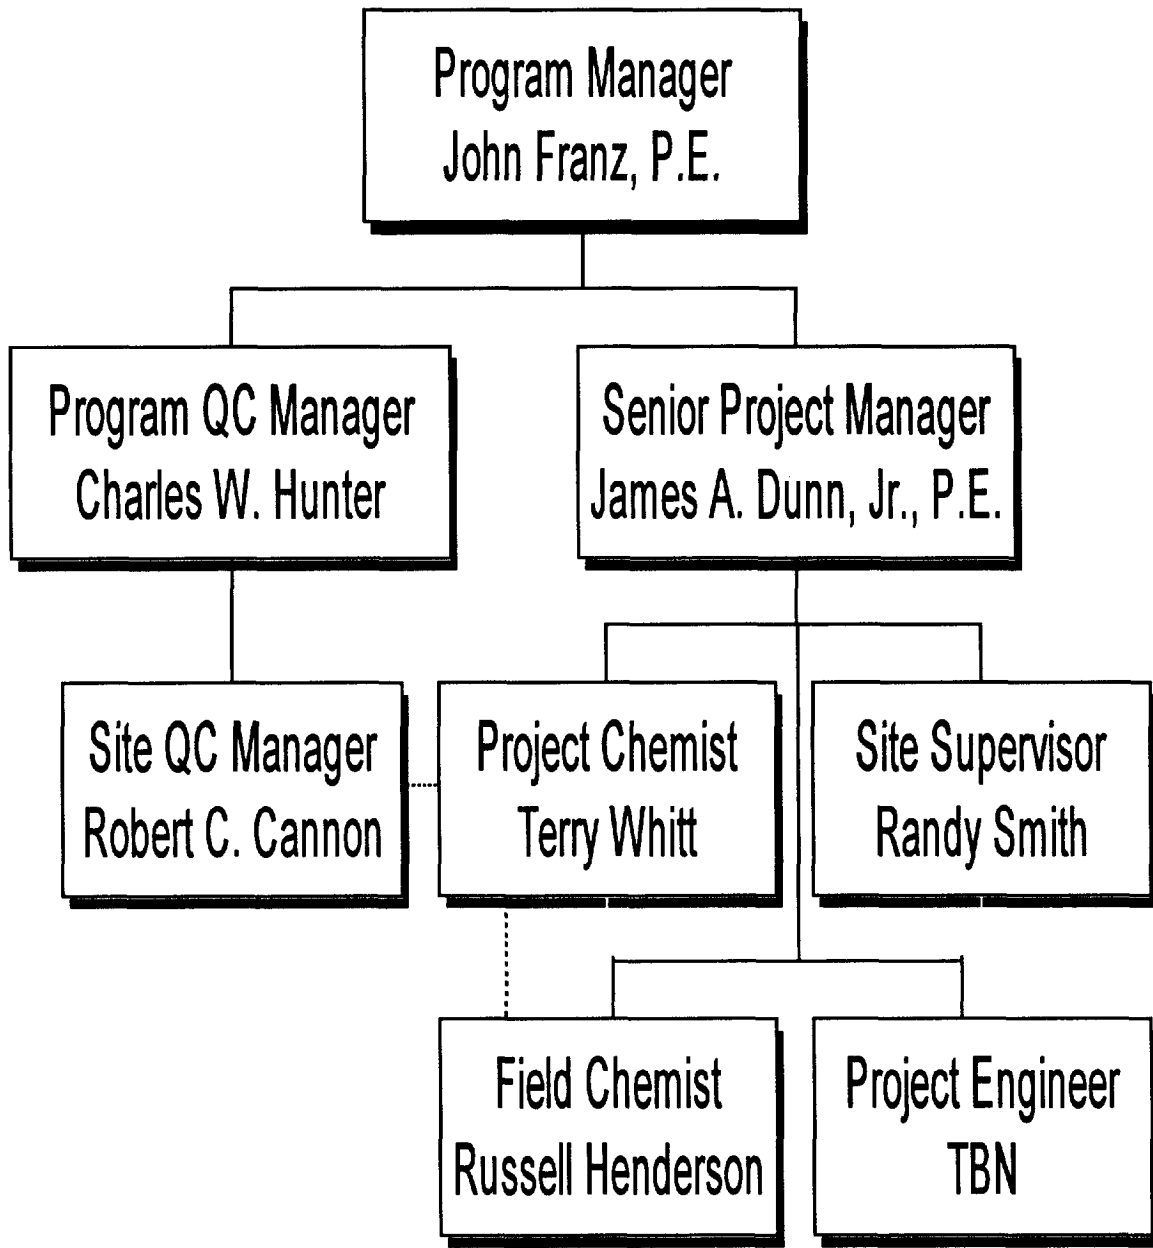 Program Manager
John Franz, P.E.
Program QC Manager
Charles W. Hunter
Senior Project Manager
James A. Dunn, Jr., P.E.
Site QC Manager
Robert C. Cannon
Project Chemist
Terry Whitt
Site Supervisor
Randy Smith
Field Chemist
Russell Henderson
Project Engineer
TBN